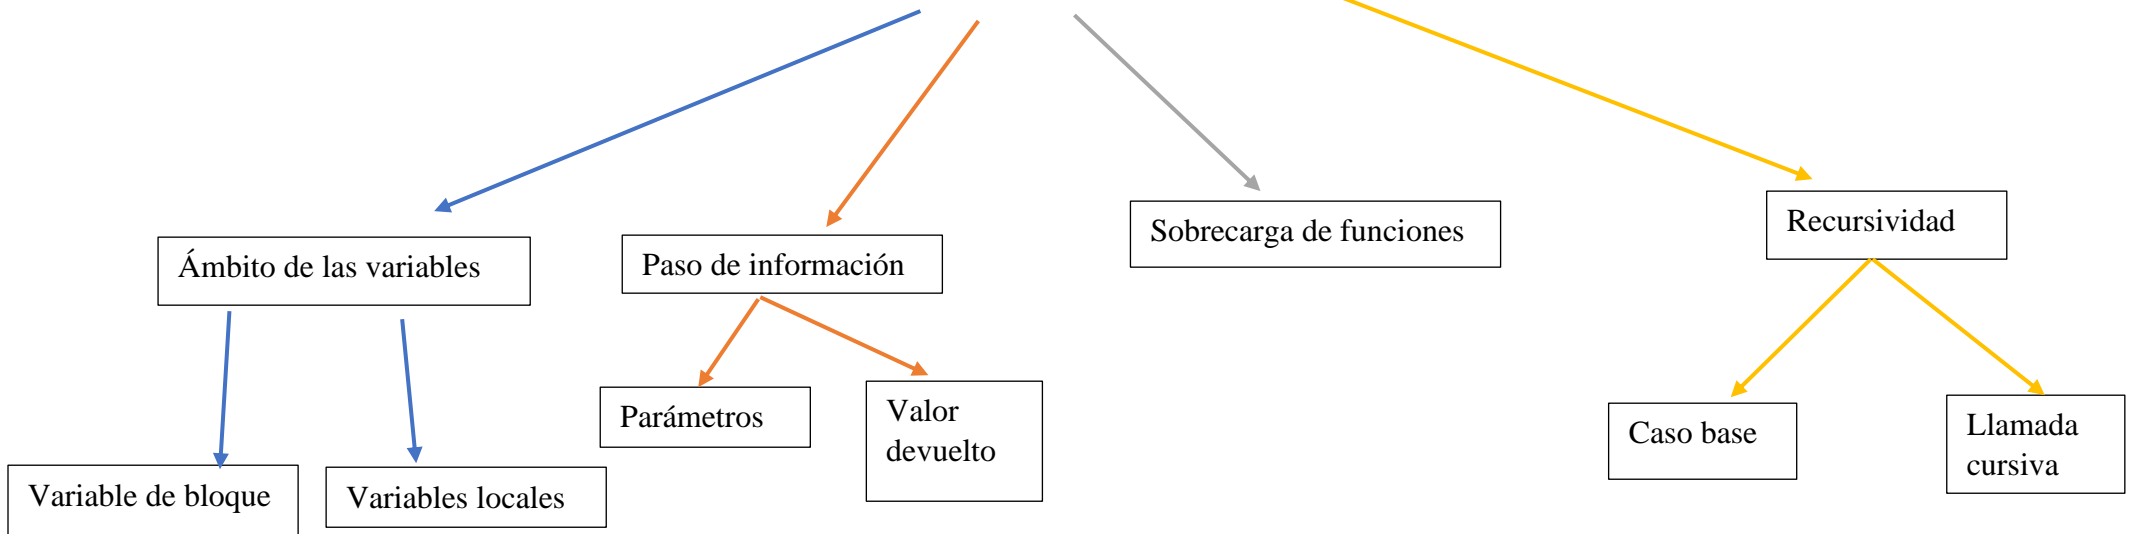 Ámbito de las variables
Paso de información
Sobrecarga de funciones
Recursividad
Variable de bloque
Variables locales
Parámetros
Valor
devuelto
Caso base
Llamada
cursiva